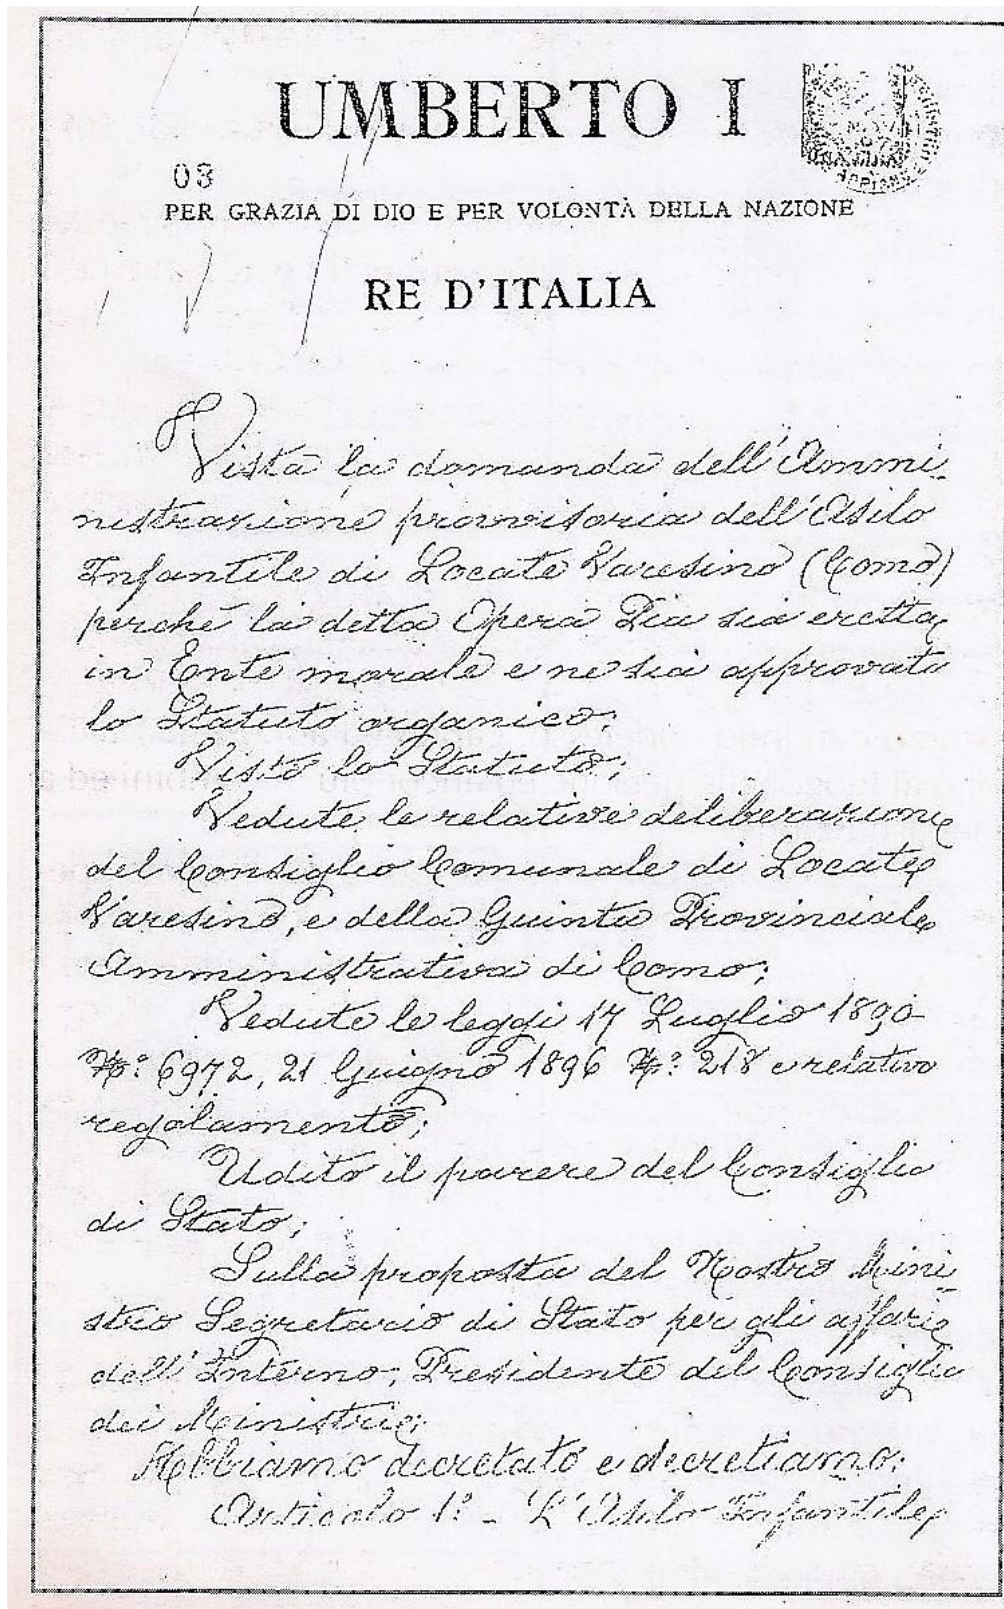 UMBERTO I
03
PER GRAZIA DI DIO E PER VOLONTÀ DELLA NAZIONE
RE D'ITALIA
Vista la domanda dell'Ammi-
nistrazione provvisoria dell'Asilo
Infantile di Locate Varesino (Como)
perché la detta Opera Pia sia eretta
in Ente morale e ne sia approvato
lo Statuto organico;
Visto lo Statuto;
Vedute le relative deliberazioni
del Consiglio Comunale di Locate
Varesino, e della Giunta Provinciale
Amministrativa di Como;
Vedute le leggi 17 Luglio 1890
No: 6972, 21 Giugno 1896 No: 218 e relativo
regolamento;
Udito il parere del Consiglio
di Stato;
Sulla proposta del Nostro Mini-
stro Segretario di Stato per gli affari
dell'Interno, Presidente del Consiglio
dei Ministri;
Abbiamo decretato e decretiamo:
Articolo 1º - L'Asilo Infantile